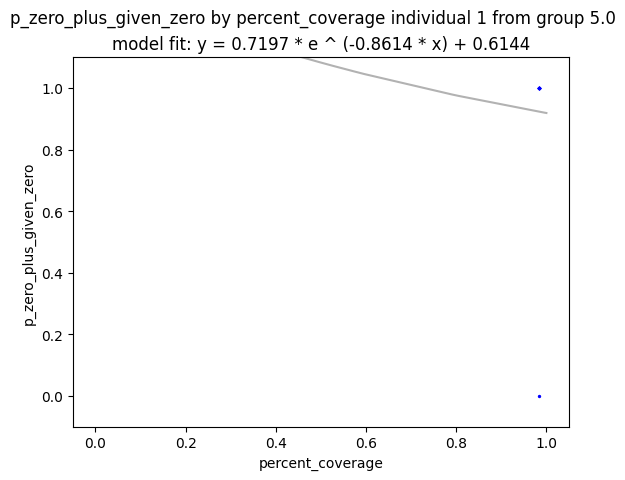 p_zero_plus_given_zero by percent_coverage individual 1 from group 5.0
model fit: y = 0.7197 * e ^ (-0.8614 * x) + 0.6144
p_zero_plus_given_zero
1.0
0.8
0.6
0.4
0.2
0.0
0.0 0.2 0.4 0.6 0.8 1.0
percent_coverage